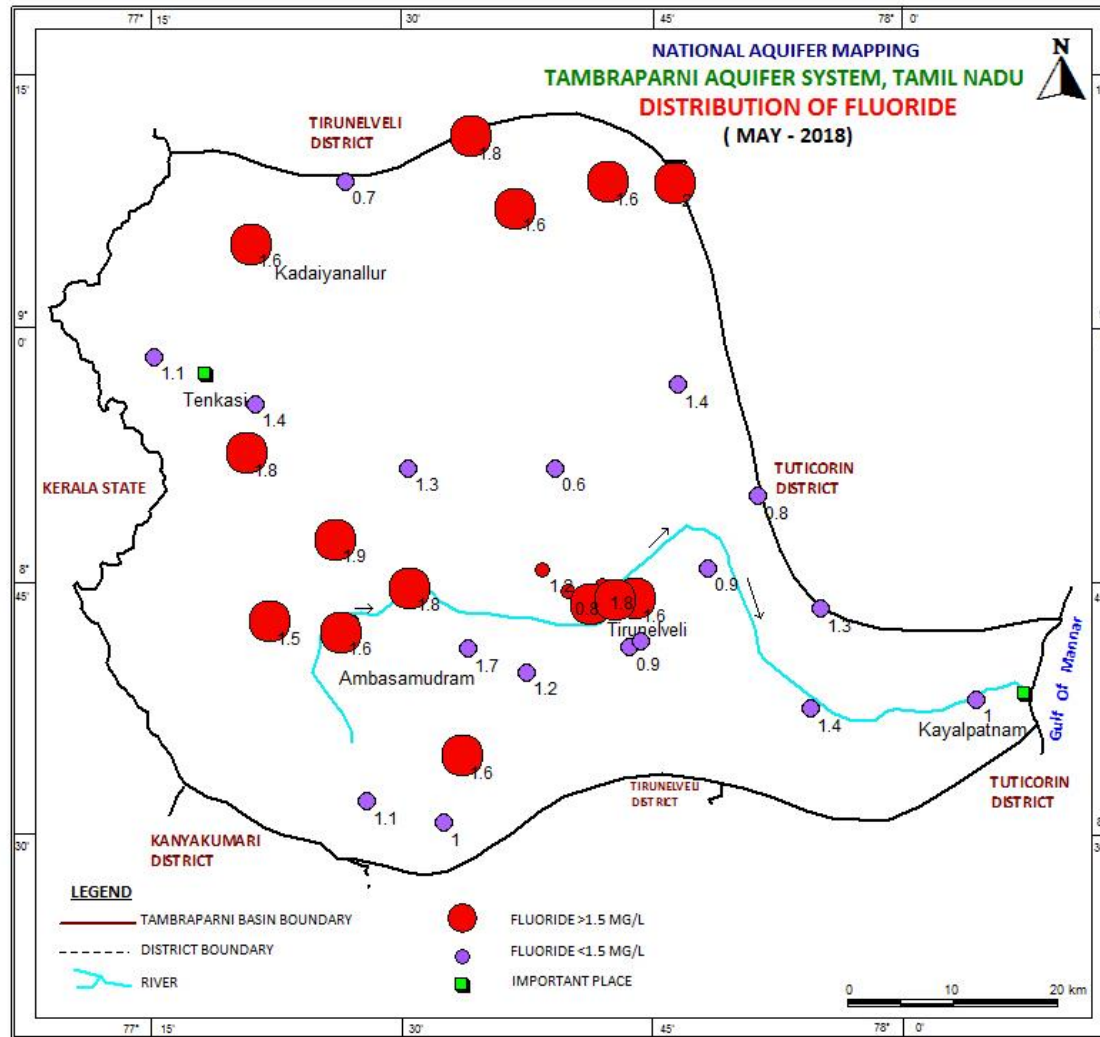 77° 15' 30' 45' 78° 0'
NATIONAL AQUIFER MAPPING
TAMBRAPARNI AQUIFER SYSTEM, TAMIL NADU
DISTRIBUTION OF FLUORIDE
( MAY - 2018)
N
15'
TIRUNELVELI
DISTRICT
1.8
0.7
1.6
2
1.6
1.6
Kadaiyanallur
9°
0'
1.1
Tenkasi
1.4
1.4
1.8
1.3
0.6
KERALA STATE
TUTICORIN
DISTRICT
0.8
1.9
8°
45'
0.9
1.8
0.8
1.8
1.6
1.3
1.5
1.6
Tirunelveli
1.7
0.9
Ambasamudram
1.2
1.4
1
Kayalpatnam
Gulf Of Mannar
1.6
TIRUNELVELI
DISTRICT
TUTICORIN
DISTRICT
1.1
1
KANYAKUMARI
DISTRICT
30'
LEGEND
TAMBRAPARNI BASIN BOUNDARY
DISTRICT BOUNDARY
RIVER
FLUORIDE >1.5 MG/L
FLUORIDE <1.5 MG/L
IMPORTANT PLACE
0 10 20 km
77° 15' 30' 45' 78° 0'